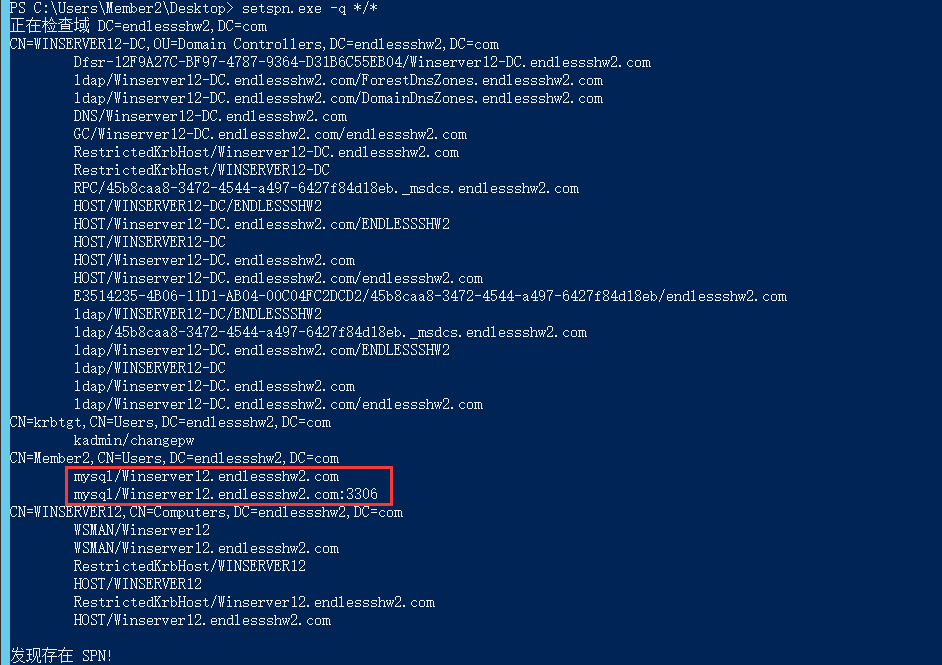 PS C:\Users\Member2\Desktop> setspn.exe -q */*
正在检查域 DC=endlessshw2,DC=com
CN=WINSERVER12-DC,OU=Domain Controllers,DC=endlessshw2,DC=com
Dfsr-12F9A27C-BF97-4787-9364-D31B6C55EB04/Winserver12-DC.endlessshw2.com
ldap/Winserver12-DC.endlessshw2.com/ForestDnsZones.endlessshw2.com
ldap/Winserver12-DC.endlessshw2.com/DomainDnsZones.endlessshw2.com
DNS/Winserver12-DC.endlessshw2.com
GC/Winserver12-DC.endlessshw2.com/endlessshw2.com
RestrictedKrbHost/Winserver12-DC.endlessshw2.com
RestrictedKrbHost/WINSERVER12-DC
RPC/45b8caa8-3472-4544-a497-6427f84d18eb._msdcs.endlessshw2.com
HOST/WINSERVER12-DC/ENDLESSSHW2
HOST/Winserver12-DC.endlessshw2.com/ENDLESSSHW2
HOST/WINSERVER12-DC
HOST/Winserver12-DC.endlessshw2.com
HOST/Winserver12-DC.endlessshw2.com/endlessshw2.com
E3514235-4B06-11D1-AB04-00C04FC2DCD2/45b8caa8-3472-4544-a497-6427f84d18eb/endlessshw2.com
ldap/WINSERVER12-DC/ENDLESSSHW2
ldap/45b8caa8-3472-4544-a497-6427f84d18eb._msdcs.endlessshw2.com
ldap/Winserver12-DC.endlessshw2.com/ENDLESSSHW2
ldap/WINSERVER12-DC
ldap/Winserver12-DC.endlessshw2.com
ldap/Winserver12-DC.endlessshw2.com/endlessshw2.com
CN=krbtgt,CN=Users,DC=endlessshw2,DC=com
kadmin/changepw
CN=Member2,CN=Users,DC=endlessshw2,DC=com
mysql/Winserver12.endlessshw2.com
mysql/Winserver12.endlessshw2.com:3306
CN=WINSERVER12,CN=Computers,DC=endlessshw2,DC=com
WSMAN/Winserver12
WSMAN/Winserver12.endlessshw2.com
RestrictedKrbHost/WINSERVER12
HOST/WINSERVER12
RestrictedKrbHost/Winserver12.endlessshw2.com
HOST/Winserver12.endlessshw2.com
发现存在 SPN!